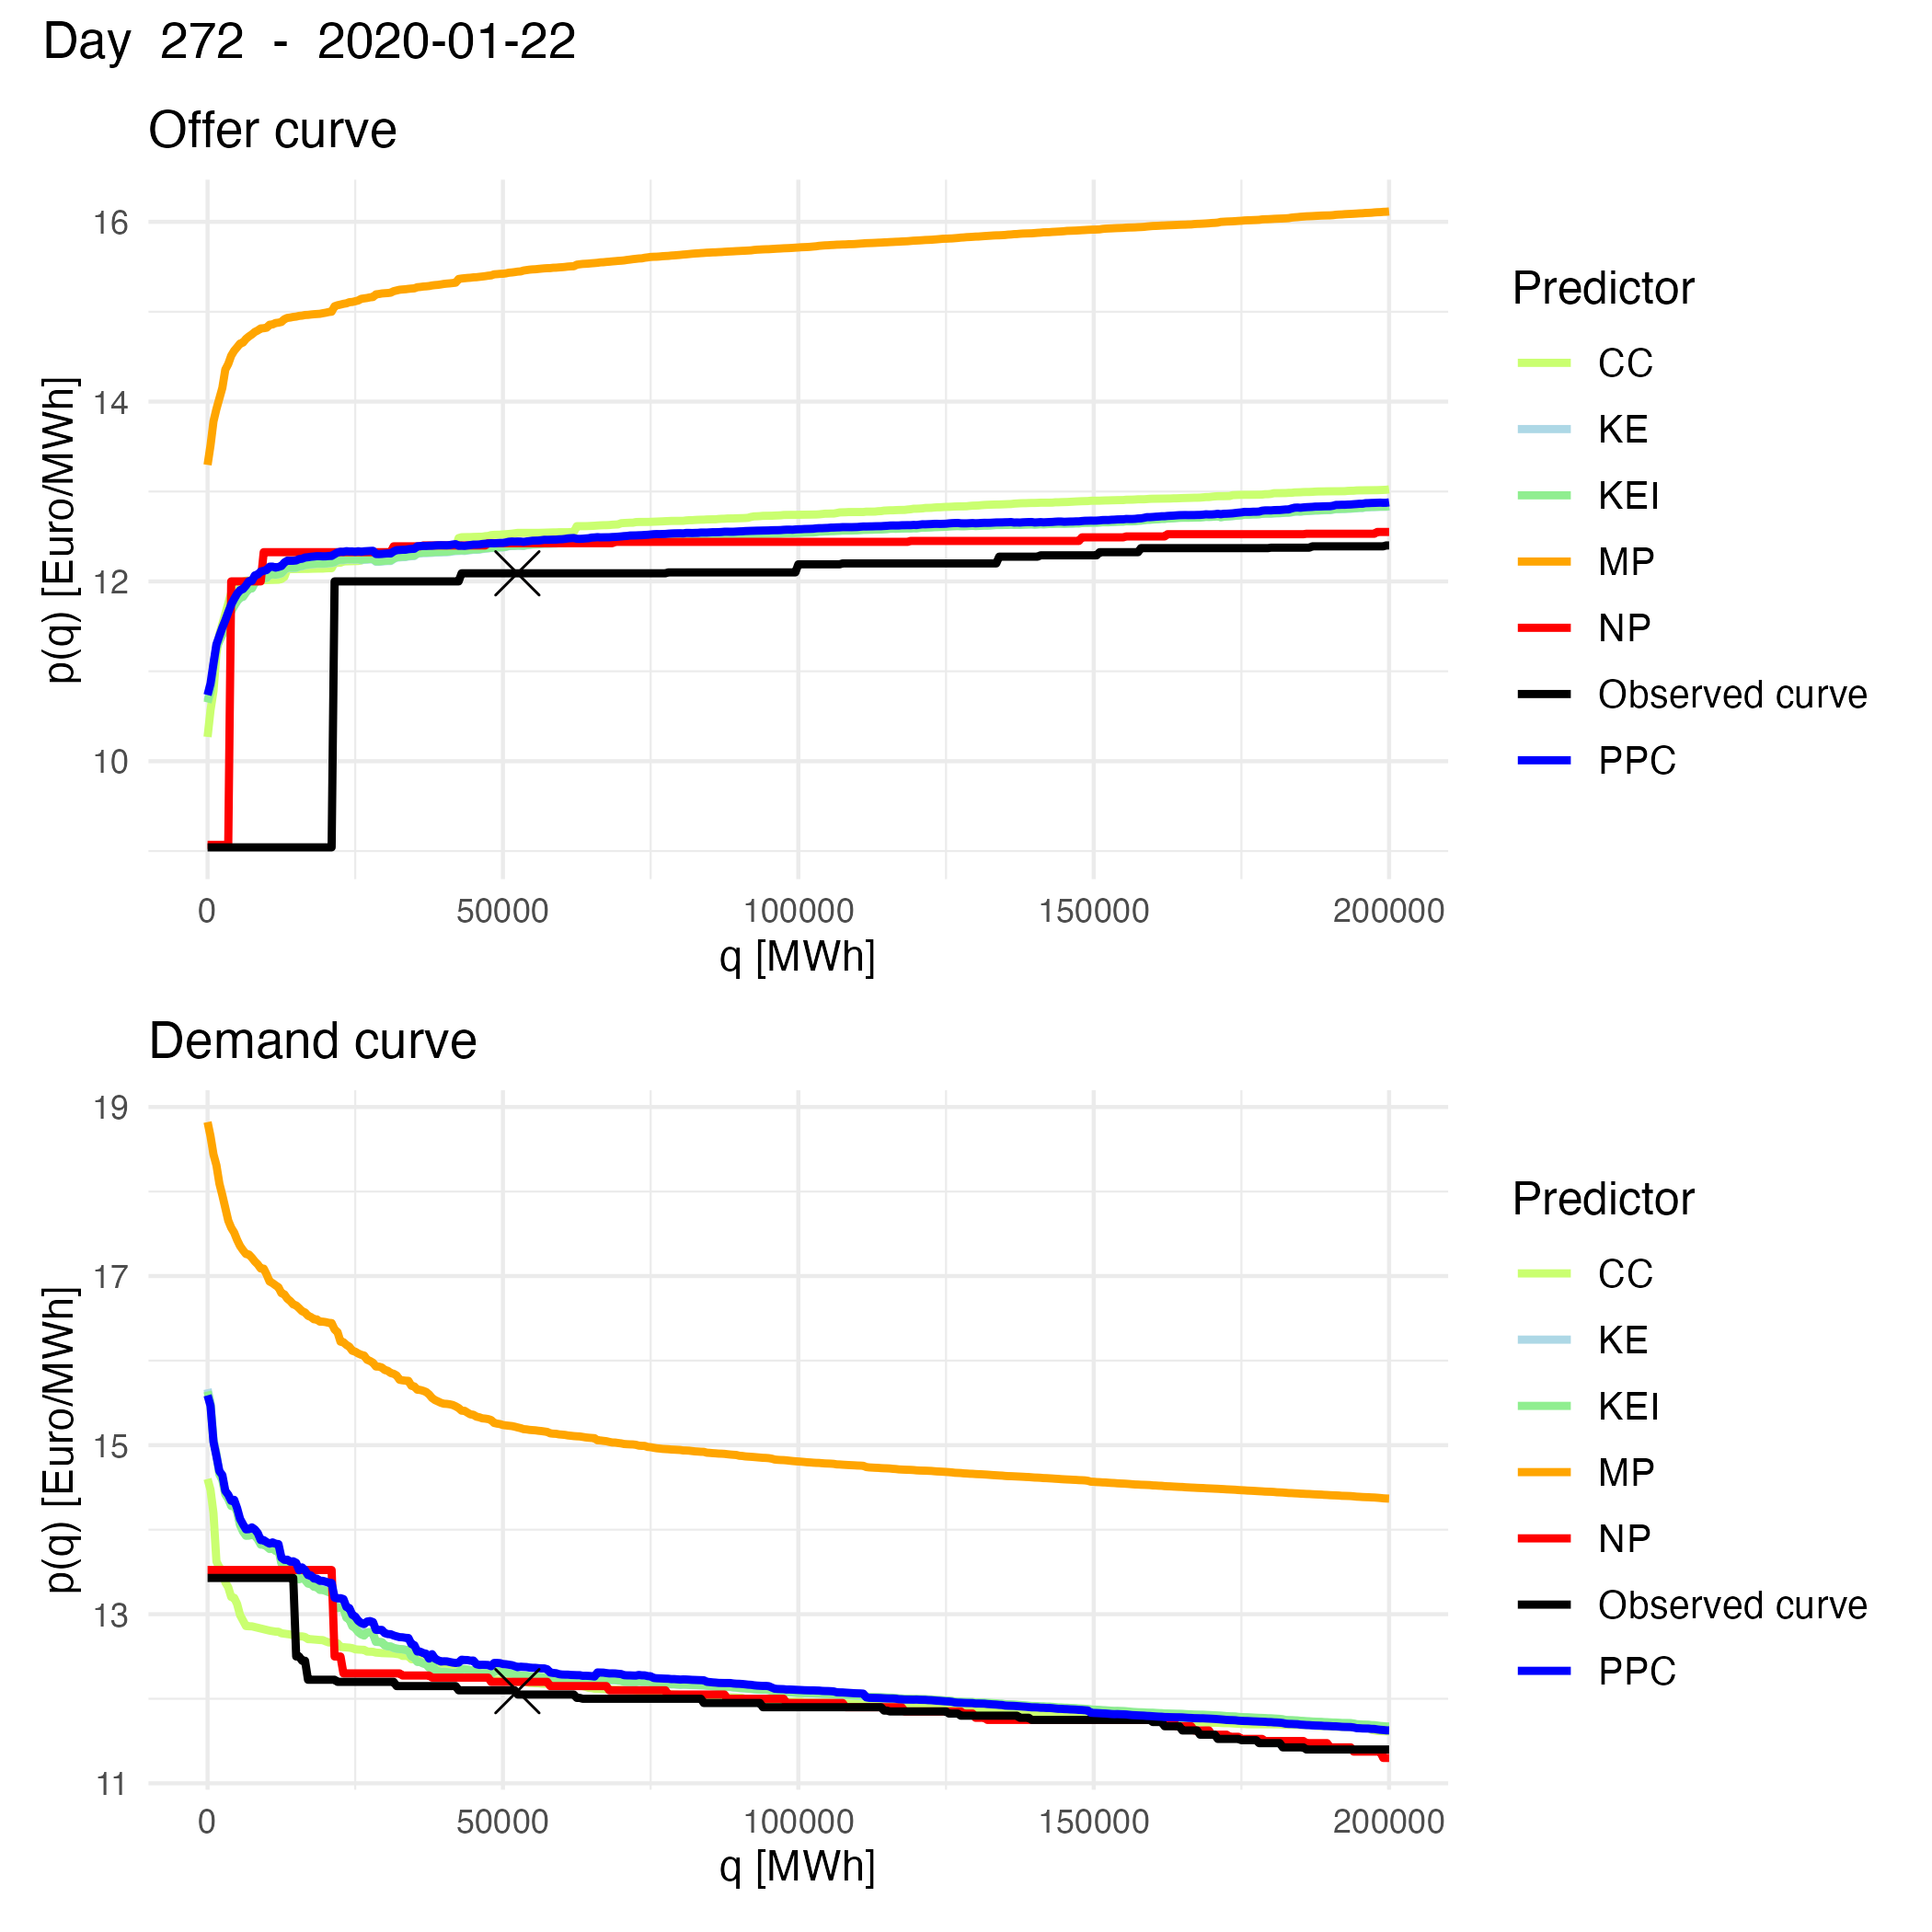 Day 272 - 2020-01-22
Offer curve
16
14
12
10
p(q) [Euro/MWh]
0 50000 100000 150000 200000
q [MWh]
Predictor
CC
KE
KEI
MP
NP
Observed curve
PPC
Demand curve
19
17
15
13
11
p(q) [Euro/MWh]
0 50000 100000 150000 200000
q [MWh]
Predictor
CC
KE
KEI
MP
NP
Observed curve
PPC